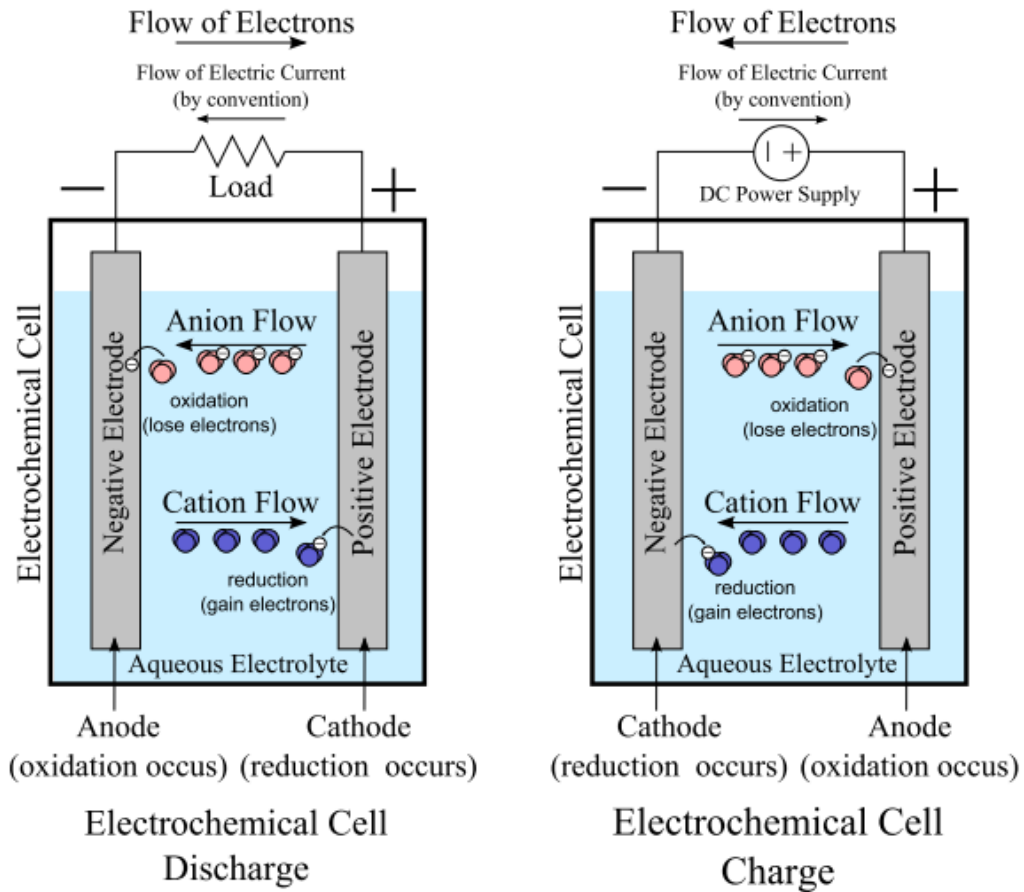 Flow of Electrons
Flow of Electric Current
(by convention)
Load
−
+
Electrochemical Cell
Negative Electrode
Positive Electrode
Anion Flow
oxidation
(lose electrons)
Cation Flow
reduction
(gain electrons)
Aqueous Electrolyte
Anode
(oxidation occus)
Cathode
(reduction occurs)
Electrochemical Cell
Discharge
Flow of Electrons
Flow of Electric Current
(by convention)
DC Power Supply
−
+
Electrochemical Cell
Negative Electrode
Positive Electrode
Anion Flow
oxidation
(lose electrons)
Cation Flow
reduction
(gain electrons)
Aqueous Electrolyte
Cathode
(reduction occurs)
Anode
(oxidation occus)
Electrochemical Cell
Charge